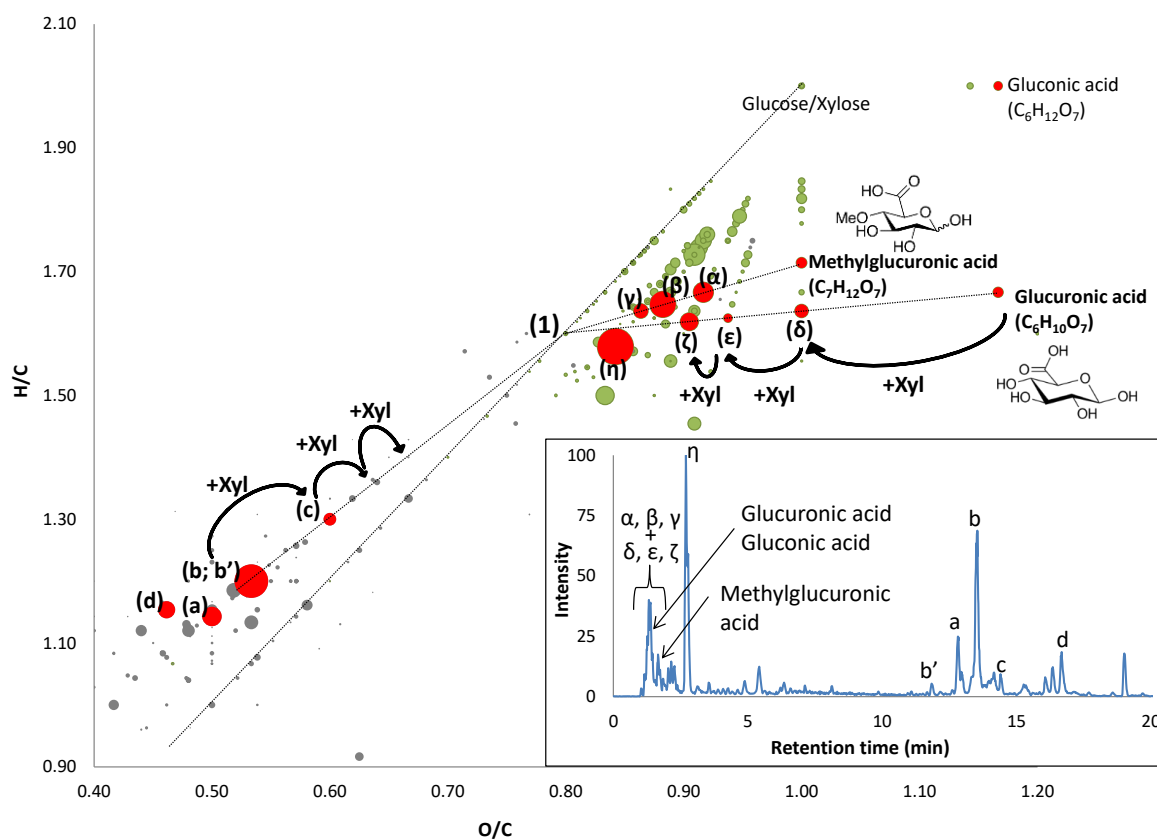 2.10
1.90
1.70
1.50
1.30
1.10
0.90
H/C
0.40
0.50
0.60
0.70
0.80
0.90
1.00
1.10
1.20
O/C
Glucose/Xylose
Gluconic acid
(C6H12O7)
HO
O
MeO
HO
HO
O
OH
Methylglucuronic acid
(C7H12O7)
Glucuronic acid
(C6H10O7)
OH
O
HO
HO
O
OH
OH
(1)
(γ)
(β)
(α)
(ζ)
(ε)
(δ)
(η)
+Xyl
+Xyl
+Xyl
+Xyl
+Xyl
+Xyl
(c)
(b; b’)
(d)
(a)
100
75
50
25
0
Intensity
η
α, β, γ
+
δ, ε, ζ
Glucuronic acid
Gluconic acid
Methylglucuronic
acid
b’
a
b
c
d
0
5
10
15
20
Retention time (min)